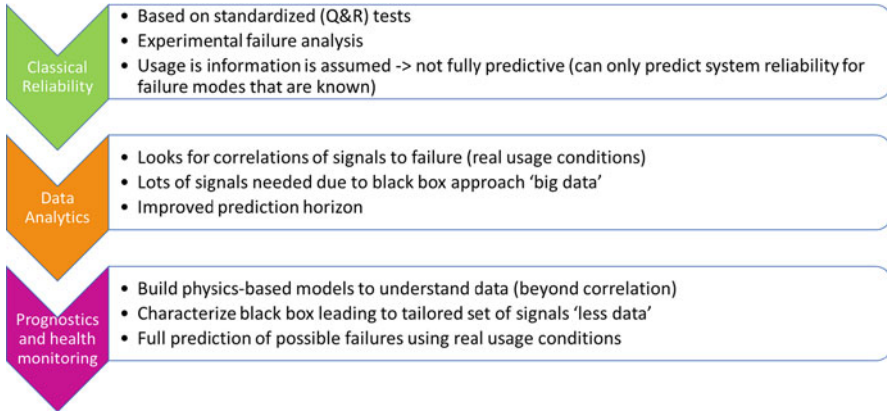 Classical
Reliability
• Based on standardized (Q&R) tests
• Experimental failure analysis
• Usage is information is assumed -> not fully predictive (can only predict system reliability for
failure modes that are known)
Data
Analytics
• Looks for correlations of signals to failure (real usage conditions)
• Lots of signals needed due to black box approach ‘big data’
• Improved prediction horizon
Prognostics
and health
monitoring
• Build physics-based models to understand data (beyond correlation)
• Characterize black box leading to tailored set of signals ‘less data’
• Full prediction of possible failures using real usage conditions